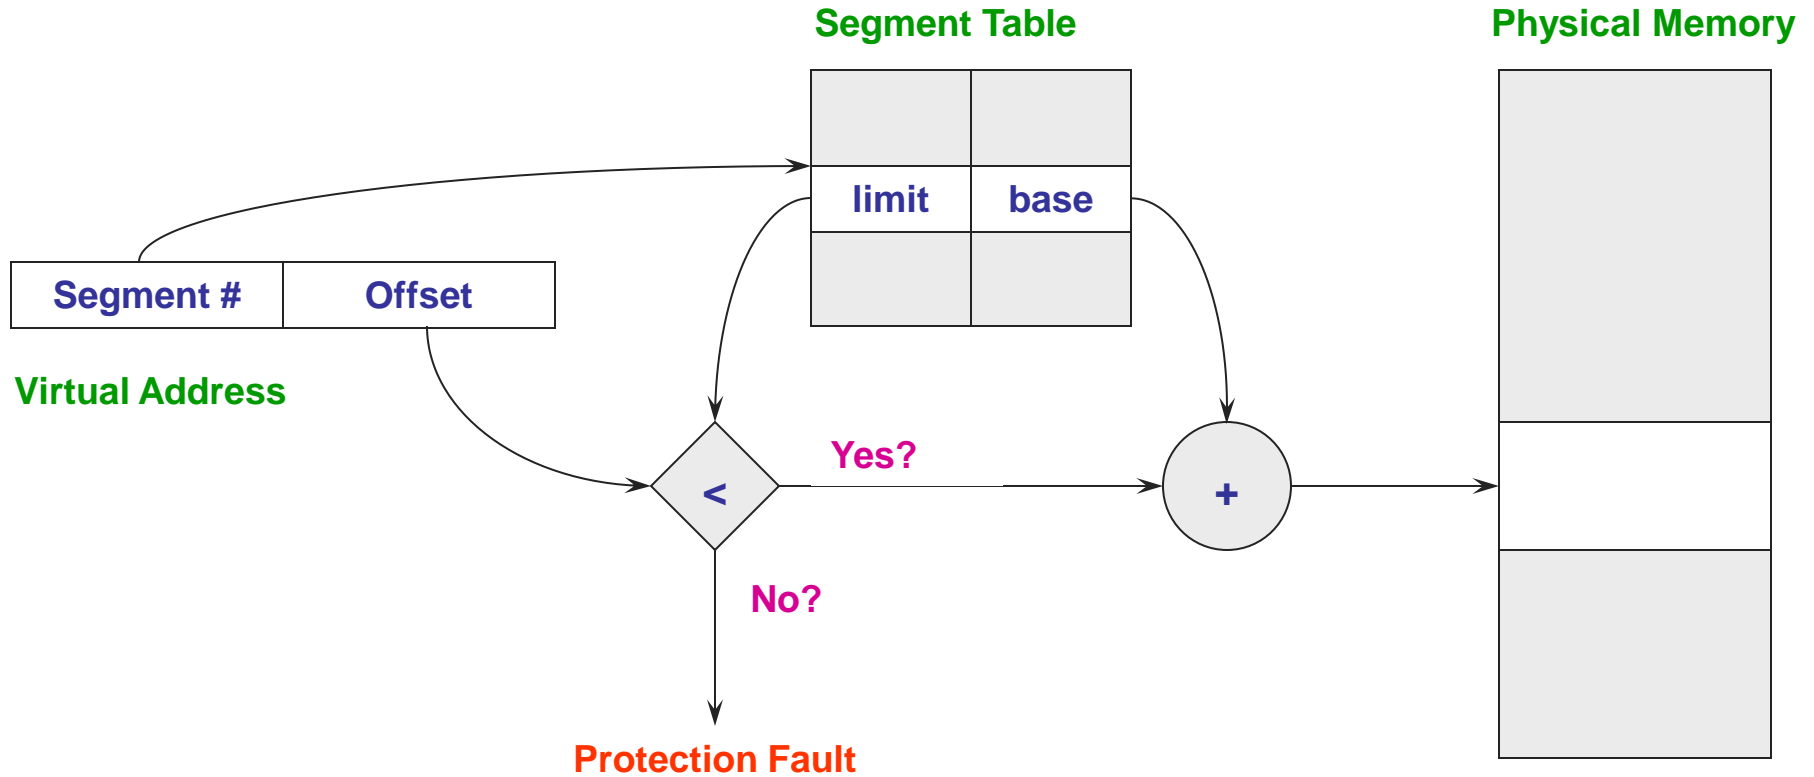 Segment Table
Physical Memory
limit
base
Segment #
Offset
Virtual Address
Yes?
<
+
No?
Protection Fault